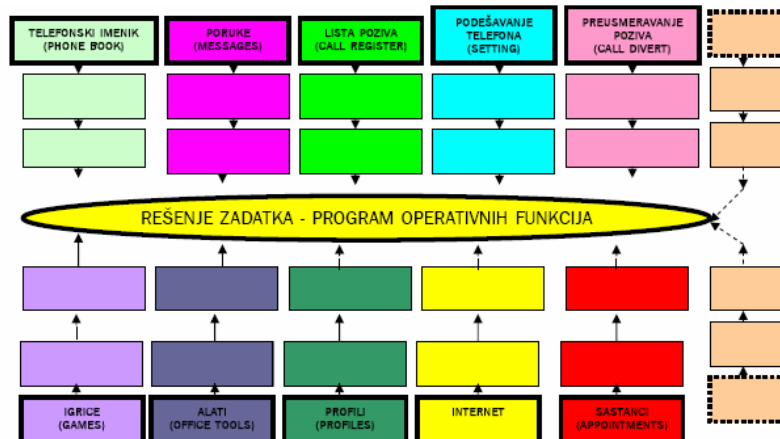 TELEFONSKI IMENIK
(PHONE BOOK)
PORUKE
(MESSAGES)
LISTA POZIVA
(CALL REGISTER)
PODEŠAVANJE
TELEFONA
(SETTING)
PREUSMERAVANJE
POZIVA
(CALL DIVERT)
REŠENJE ZADATKA - PROGRAM OPERATIVNIH FUNKCIJA
IGRICE
(GAMES)
ALATI
(OFFICE TOOLS)
PROFILI
(PROFILES)
INTERNET
SASTANCI
(APPOINTMENTS)